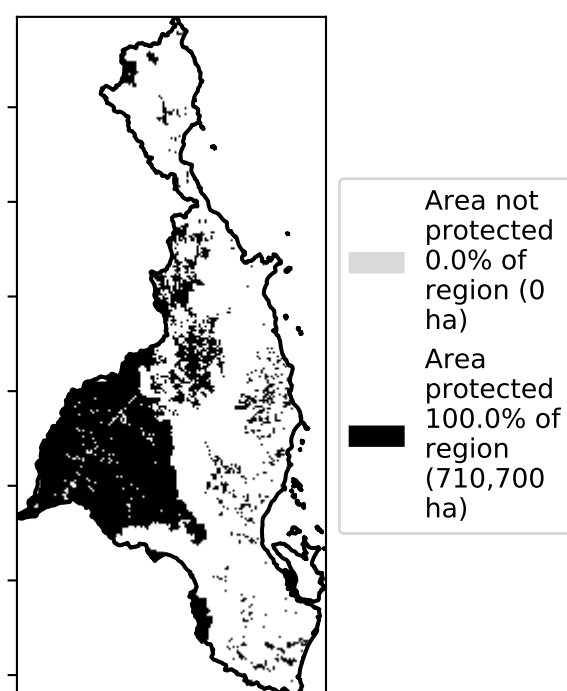 Area not
protected
0.0% of
region (0
ha)
Area
protected
100.0% of
region
(710,700
ha)